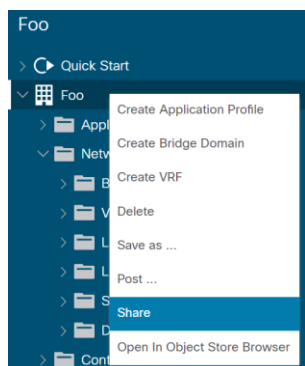 Foo
Quick Start
Foo
Create Application Profile
Appl
Create Bridge Domain
Netw
Create VRF
B
V
Delete
L
Save as ...
L
Post ...
S
Share
D
Open In Object Store Browser
Cont